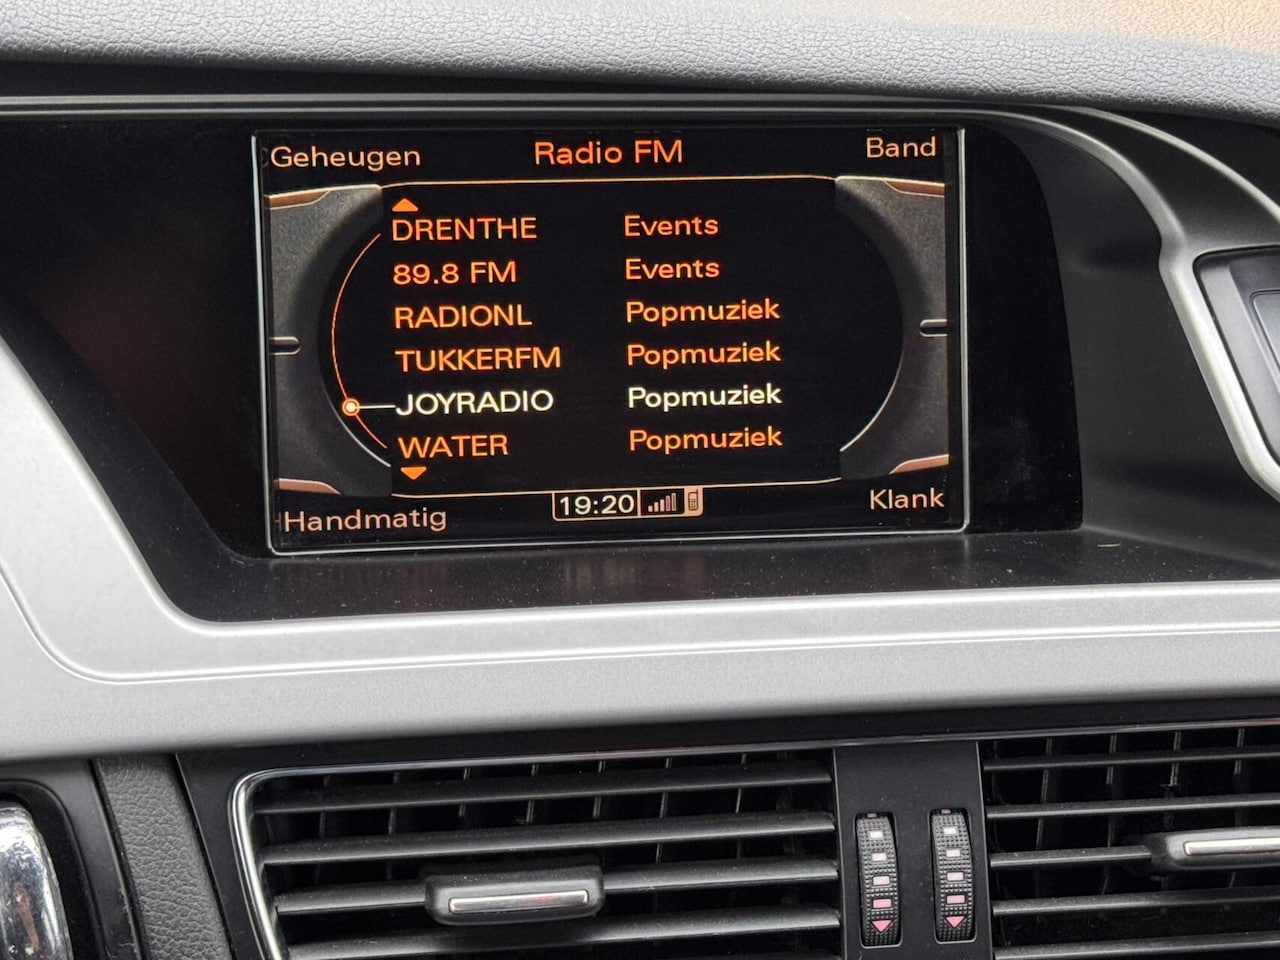 Geheugen Radio FM Band
DRENTHE Events
89.8 FM Events
RADIONL Popmuziek
TUKKERFM Popmuziek
JOYRADIO Popmuziek
WATER Popmuziek
Handmatig 19:20 Klank